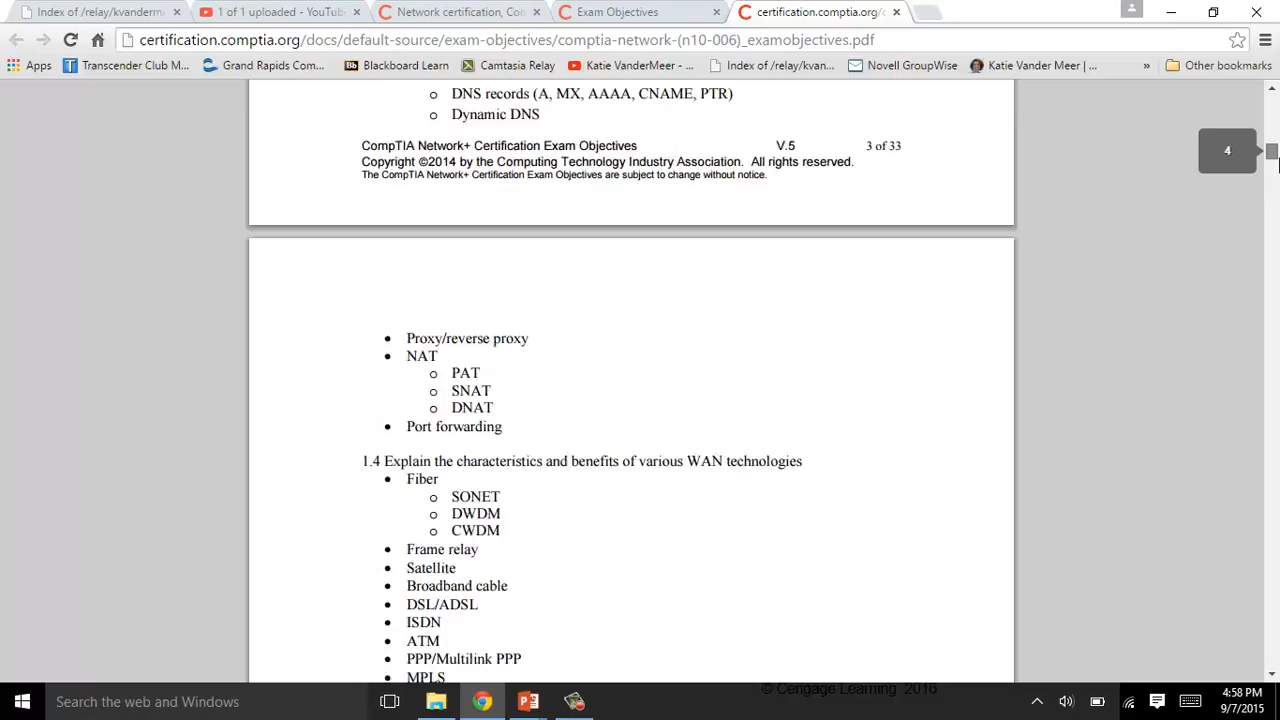 Index of /relay/kvanderme
1 of 1 uploaded - YouTub
Network certification, Con
Exam Objectives
certification.comptia.org/c
certification.comptia.org/docs/default-source/exam-objectives/comptia-network-(n10-006)_examobjectives.pdf
Apps
Transcender Club M...
Grand Rapids Com...
Blackboard Learn
Camtasia Relay
Katie VanderMeer - ...
Index of /relay/kvan...
Novell GroupWise
Katie Vander Meer | ...
»
Other bookmarks
o DNS records (A, MX, AAAA, CNAME, PTR)
o Dynamic DNS
CompTIA Network+ Certification Exam Objectives V.5 3 of 33
Copyright ©2014 by the Computing Technology Industry Association. All rights reserved.
The CompTIA Network+ Certification Exam Objectives are subject to change without notice.
4
• Proxy/reverse proxy
• NAT
o PAT
o SNAT
o DNAT
• Port forwarding
1.4 Explain the characteristics and benefits of various WAN technologies
• Fiber
o SONET
o DWDM
o CWDM
• Frame relay
• Satellite
• Broadband cable
• DSL/ADSL
• ISDN
• ATM
• PPP/Multilink PPP
• MPLS
© Cengage Learning 2016
Search the web and Windows
4:58 PM
9/7/2015